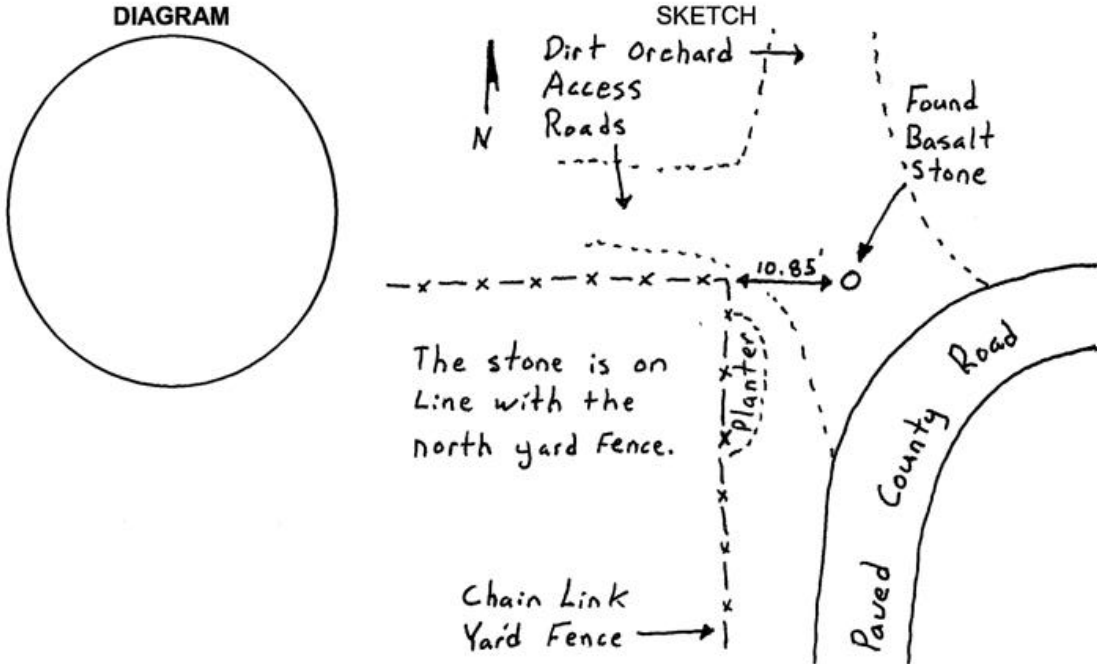 DIAGRAM
SKETCH
Dirt Orchard
Access
Roads
N
Found
Basalt
Stone
10.85'
The stone is on
Line with the
north yard Fence.
Planter
Paved County Road
Chain Link
Yard Fence